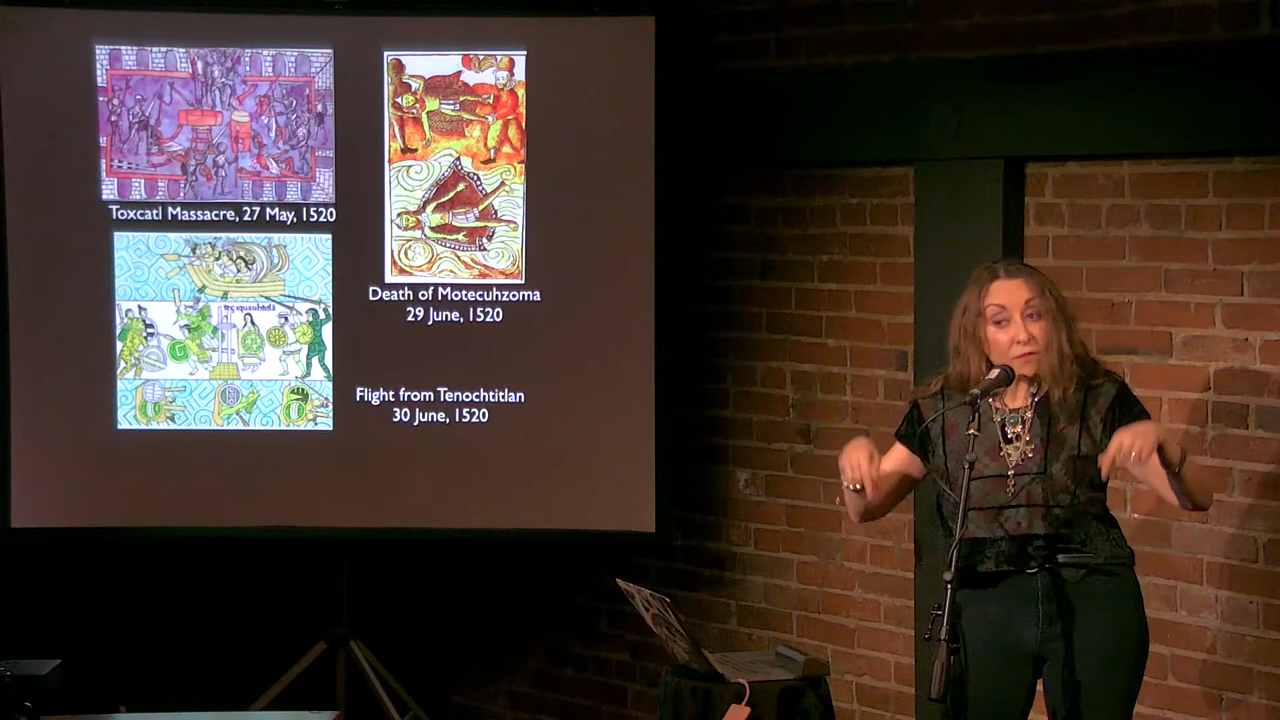 Toxcatl Massacre, 27 May, 1520
Death of Motecuhzoma
29 June, 1520
Flight from Tenochtitlan
30 June, 1520